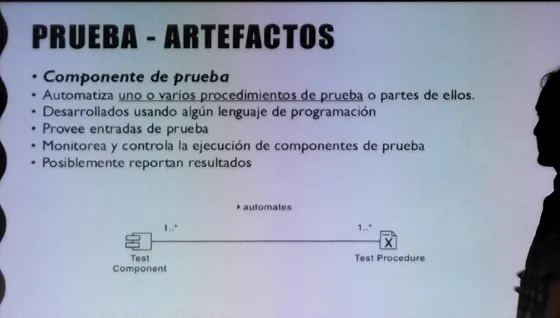 PRUEBA - ARTEFACTOS
• Componente de prueba
• Automatiza uno o varios procedimientos de prueba o partes de ellos.
• Desarrollados usando algún lenguaje de programación
• Provee entradas de prueba
• Monitorea y controla la ejecución de componentes de prueba
• Posiblemente reportan resultados
automates
1..* 1..*
X
Test Component
Test Procedure